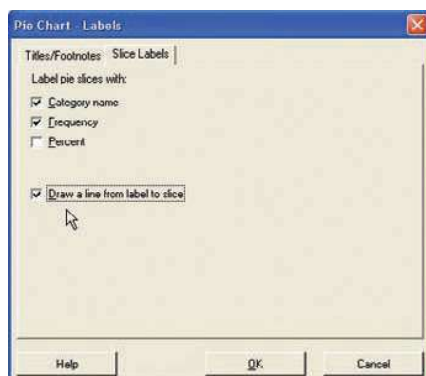 Pie Chart - Labels
Titles/Footnotes Slice Labels
Label pie slices with:
Category name
Frequency
Percent
Draw a line from label to slice
Help OK Cancel